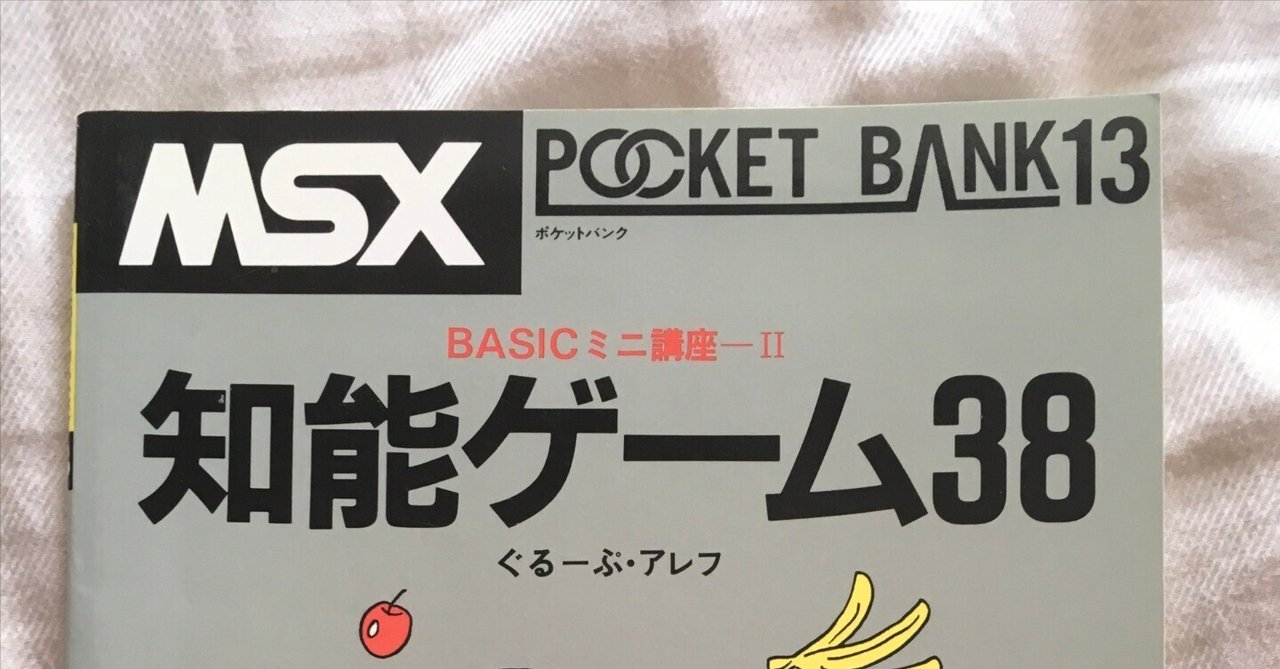 MSX
POCKET BANK13
ポケットバンク
BASICミニ講座―II
知能ゲーム38
ぐるーぷ・アレフ